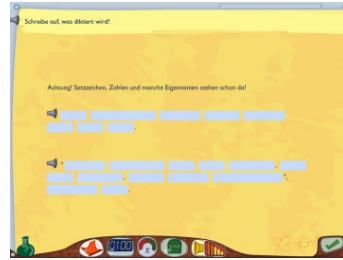 Schreibe auf, was diktiert wird!
Achtung! Satzzeichen, Zahlen und manche Eigennamen stehen schon da!